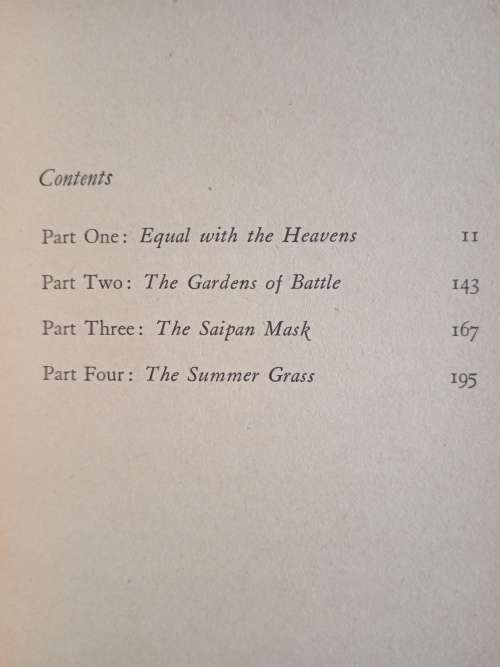 Contents
Part One: Equal with the Heavens 11
Part Two: The Gardens of Battle 143
Part Three: The Saipan Mask 167
Part Four: The Summer Grass 195